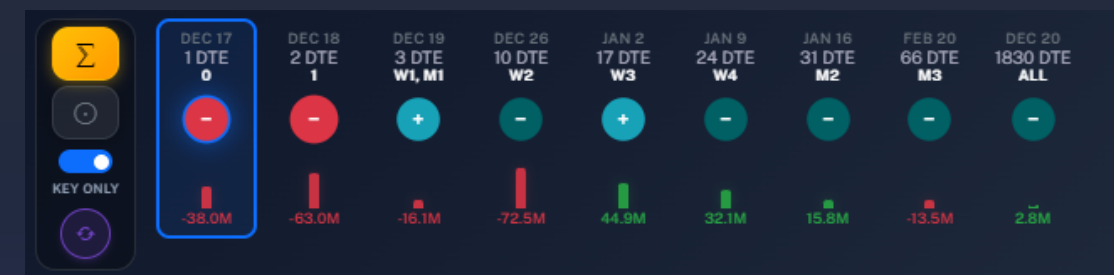 Σ
KEY ONLY
DEC 17
1 DTE
0
-
-38.0M
DEC 18
2 DTE
1
-
-63.0M
DEC 19
3 DTE
W1, M1
+
-16.1M
DEC 26
10 DTE
W2
-
-72.5M
JAN 2
17 DTE
W3
+
44.9M
JAN 9
24 DTE
W4
-
32.1M
JAN 16
31 DTE
M2
-
15.8M
FEB 20
66 DTE
M3
-
-13.5M
DEC 20
1830 DTE
ALL
-
2.8M